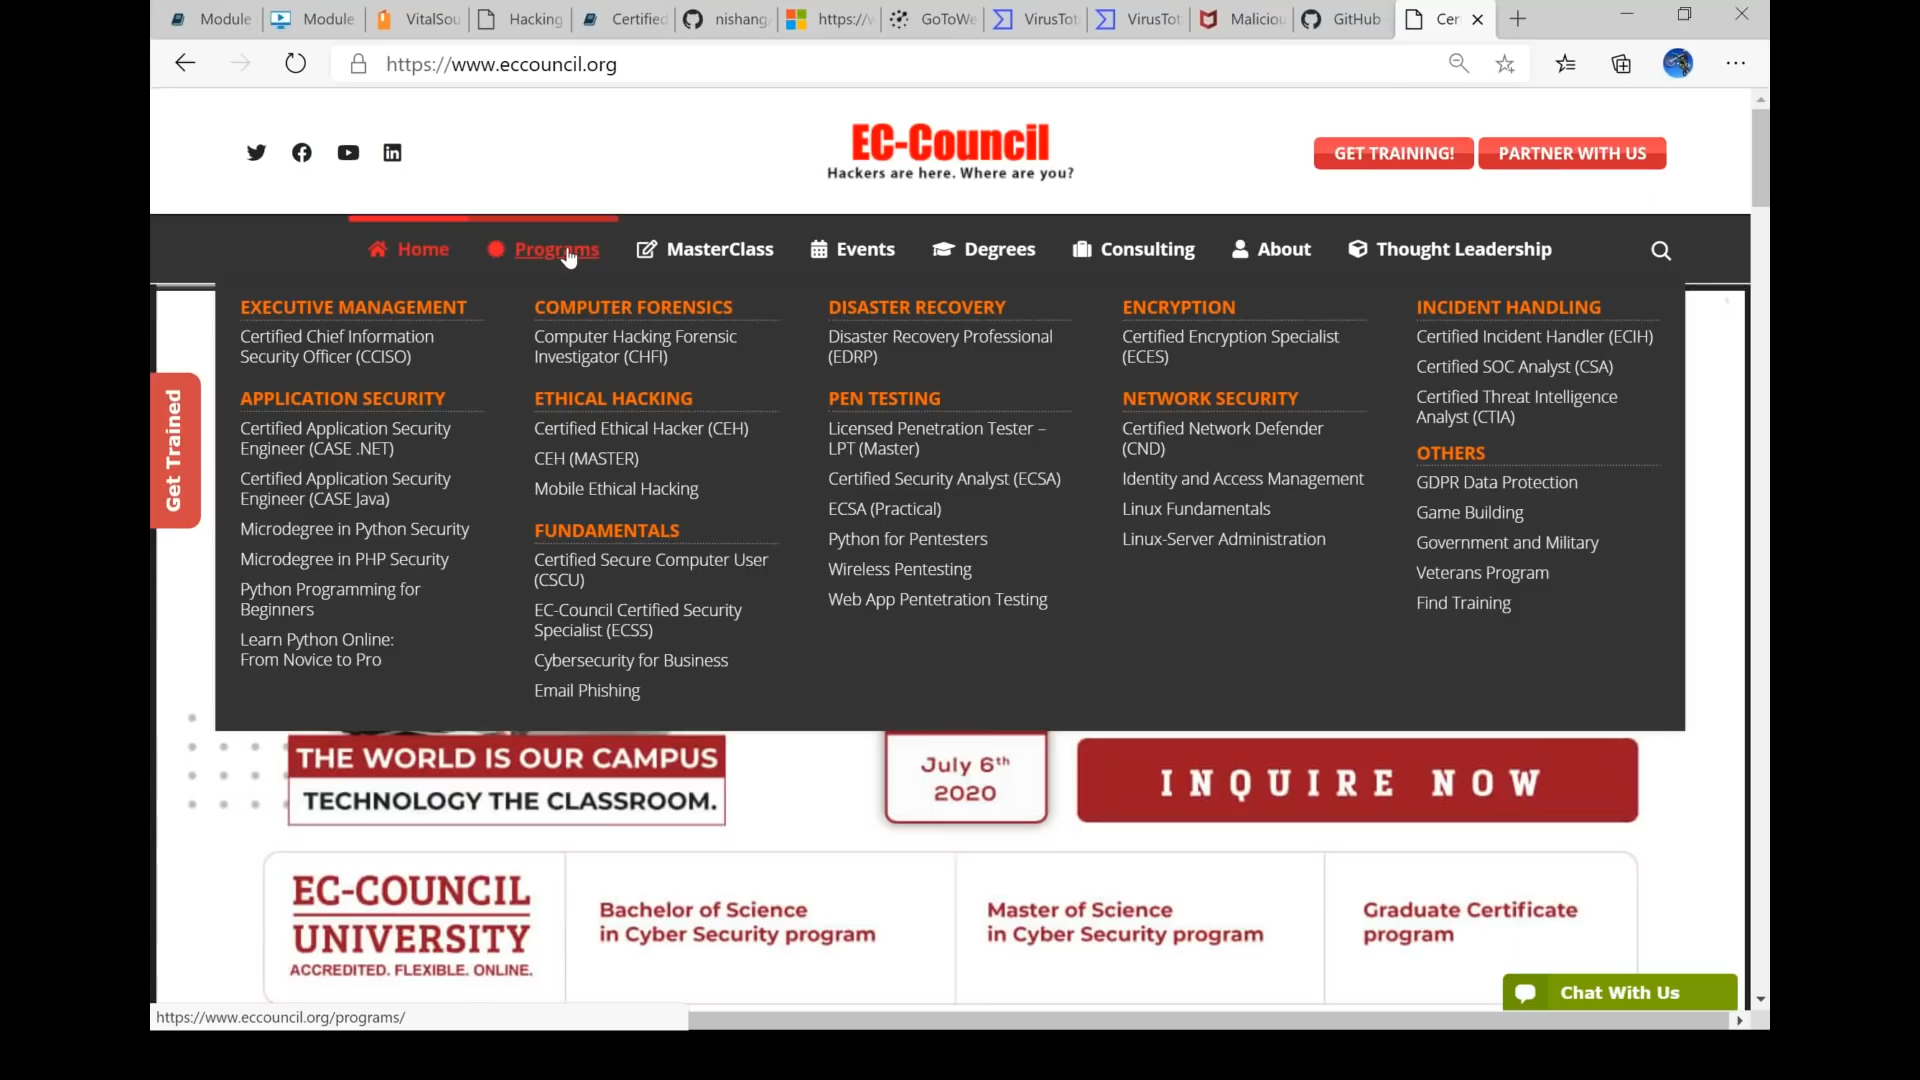 Module
Module
VitalSou
Hacking
Certified
nishang
https://v
GoToWe
VirusTot
VirusTot
Maliciou
GitHub
Cer
https://www.eccouncil.org
EC-Council
Hackers are here. Where are you?
GET TRAINING!
PARTNER WITH US
Home
Programs
MasterClass
Events
Degrees
Consulting
About
Thought Leadership
Get Trained
EXECUTIVE MANAGEMENT
Certified Chief Information
Security Officer (CCISO)
APPLICATION SECURITY
Certified Application Security
Engineer (CASE .NET)
Certified Application Security
Engineer (CASE Java)
Microdegree in Python Security
Microdegree in PHP Security
Python Programming for
Beginners
Learn Python Online:
From Novice to Pro
COMPUTER FORENSICS
Computer Hacking Forensic
Investigator (CHFI)
ETHICAL HACKING
Certified Ethical Hacker (CEH)
CEH (MASTER)
Mobile Ethical Hacking
FUNDAMENTALS
Certified Secure Computer User
(CSCU)
EC-Council Certified Security
Specialist (ECSS)
Cybersecurity for Business
Email Phishing
DISASTER RECOVERY
Disaster Recovery Professional
(EDRP)
PEN TESTING
Licensed Penetration Tester –
LPT (Master)
Certified Security Analyst (ECSA)
ECSA (Practical)
Python for Pentesters
Wireless Pentesting
Web App Pentetration Testing
ENCRYPTION
Certified Encryption Specialist
(ECES)
NETWORK SECURITY
Certified Network Defender
(CND)
Identity and Access Management
Linux Fundamentals
Linux-Server Administration
INCIDENT HANDLING
Certified Incident Handler (ECIH)
Certified SOC Analyst (CSA)
Certified Threat Intelligence
Analyst (CTIA)
OTHERS
GDPR Data Protection
Game Building
Government and Military
Veterans Program
Find Training
THE WORLD IS OUR CAMPUS
TECHNOLOGY THE CLASSROOM.
July 6th
2020
INQUIRE NOW
EC-COUNCIL
UNIVERSITY
ACCREDITED. FLEXIBLE. ONLINE.
Bachelor of Science
in Cyber Security program
Master of Science
in Cyber Security program
Graduate Certificate
program
Chat With Us
https://www.eccouncil.org/programs/